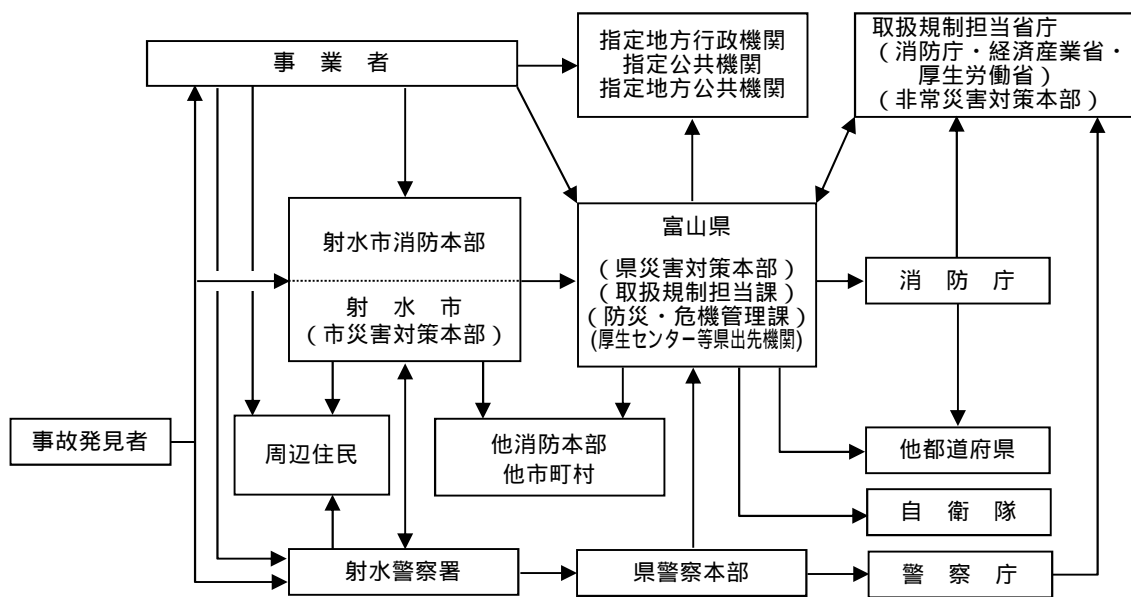 事　業　者
指定地方行政機関
指定公共機関
指定地方公共機関
取扱規制担当省庁
（消防庁・経済産業省・
厚生労働省）
（非常災害対策本部）
射水市消防本部
射　水　市
（市災害対策本部）
富山県
（県災害対策本部）
（取扱規制担当課）
（防災・危機管理課）
(厚生センター等県出先機関)
消　防　庁
事故発見者
周辺住民
他消防本部
他市町村
他都道府県
自　衛　隊
射水警察署
県警察本部
警　察　庁